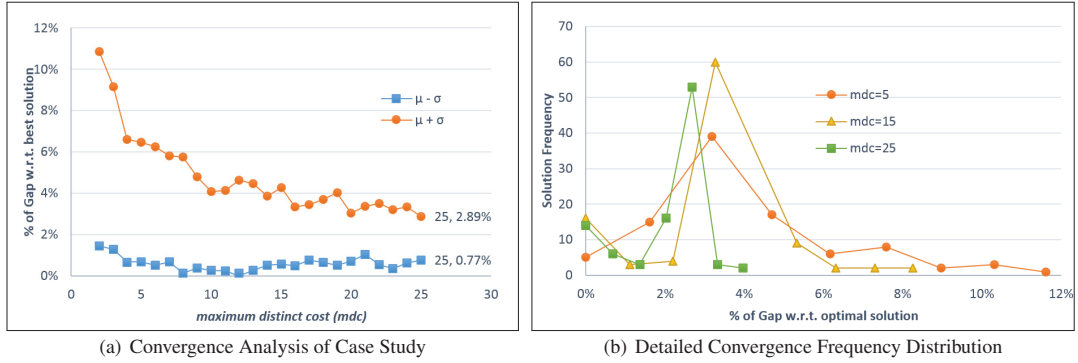 12%
10%
8%
6%
4%
2%
0%
% of Gap w.r.t. best solution
μ - σ
μ + σ
25, 2.89%
25, 0.77%
0
5
10
15
20
25
30
maximum distinct cost (mdc)
(a) Convergence Analysis of Case Study
70
60
50
40
30
20
10
0
Solution Frequency
mdc=5
mdc=15
mdc=25
0%
2%
4%
6%
8%
10%
12%
% of Gap w.r.t. optimal solution
(b) Detailed Convergence Frequency Distribution